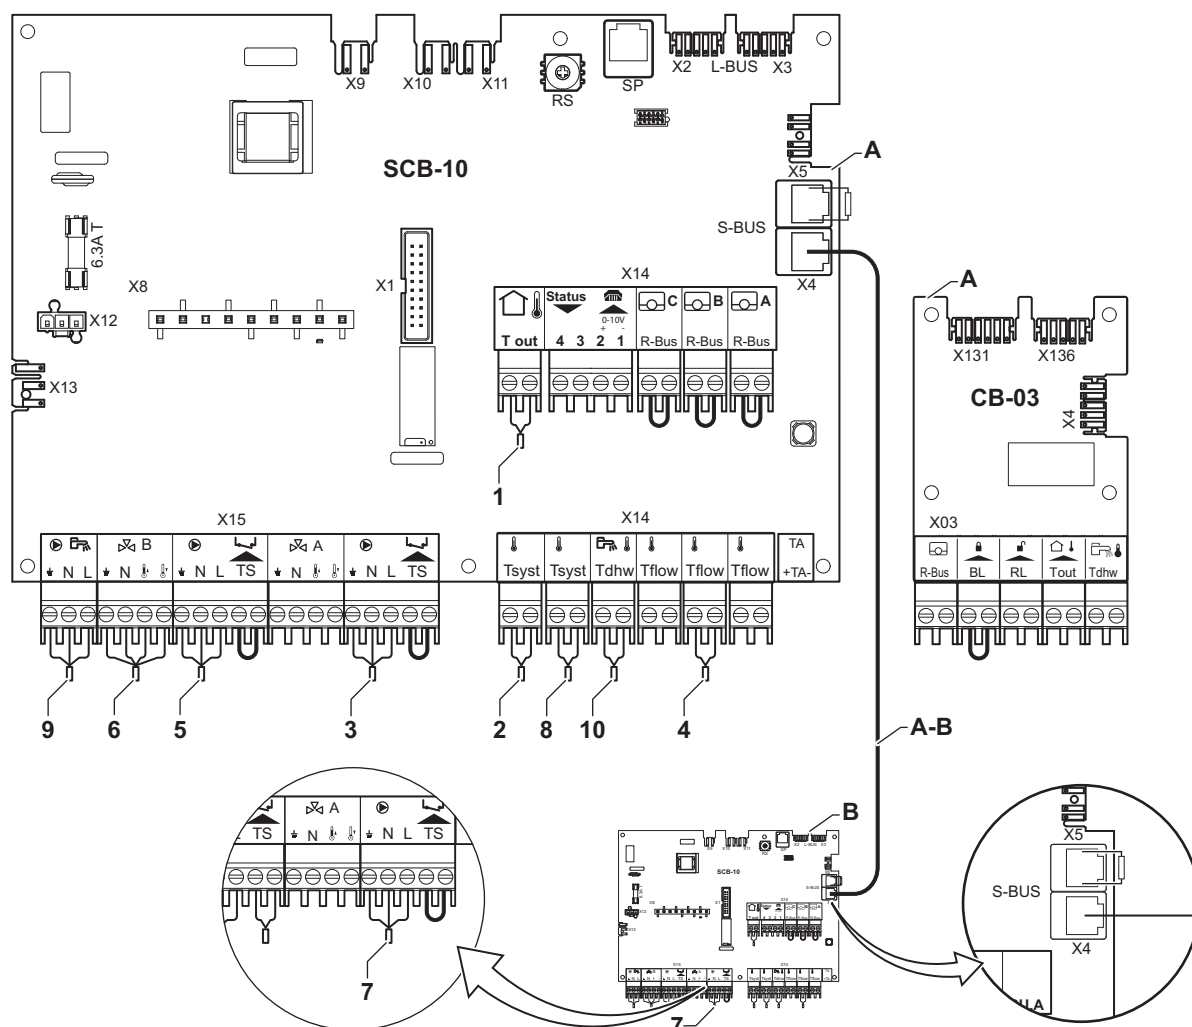 X9
X10
X11
RS
SP
X2
L-BUS
X3
SCB-10
X5
A
S-BUS
X4
6.3A T
X8
X12
X13
X1
X14
T out
Status
4 3 2 1
0-10V
+ -
C
R-Bus
B
R-Bus
A
R-Bus
1
A
X131
X136
CB-03
X4
X03
R-Bus
BL
RL
Tout
Tdhw
X15
N L
B
N
N L
TS
A
N
N L
TS
X14
Tsyst
Tsyst
Tdhw
Tflow
Tflow
Tflow
TA
+TA-
9
6
5
3
2
8
10
4
A-B
TS
A
N
N L
TS
7
B
SCB-10
S-BUS
7
X5
S-BUS
X4